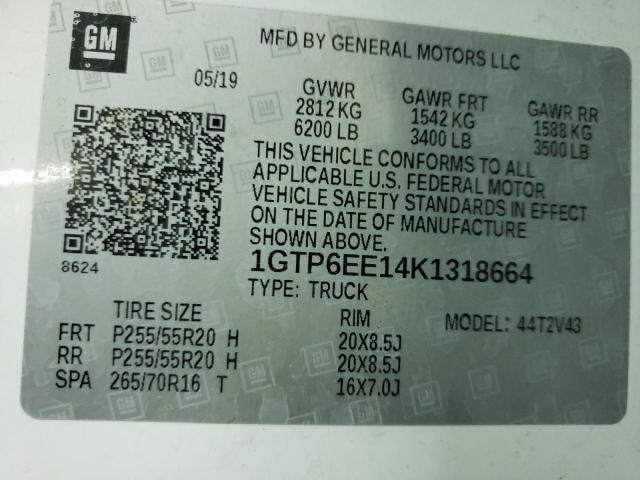 GM
MFD BY GENERAL MOTORS LLC
05/19
GVWR
2812 KG
6200 LB
GAWR FRT
1542 KG
3400 LB
GAWR RR
1588 KG
3500 LB
THIS VEHICLE CONFORMS TO ALL
APPLICABLE U.S. FEDERAL MOTOR
VEHICLE SAFETY STANDARDS IN EFFECT
ON THE DATE OF MANUFACTURE
SHOWN ABOVE.
8624
1GTP6EE14K1318664
TYPE: TRUCK
TIRE SIZE RIM MODEL: 44T2V43
FRT P255/55R20 H 20X8.5J
RR P255/55R20 H 20X8.5J
SPA 265/70R16 T 16X7.0J